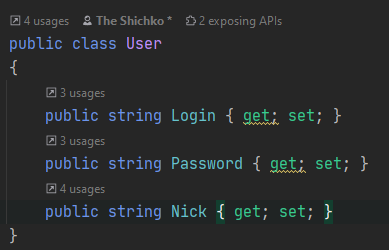 4 usages The Shichko * 2 exposing APIs
public class User
{
3 usages
public string Login { get; set; }
3 usages
public string Password { get; set; }
4 usages
public string Nick { get; set; }
}